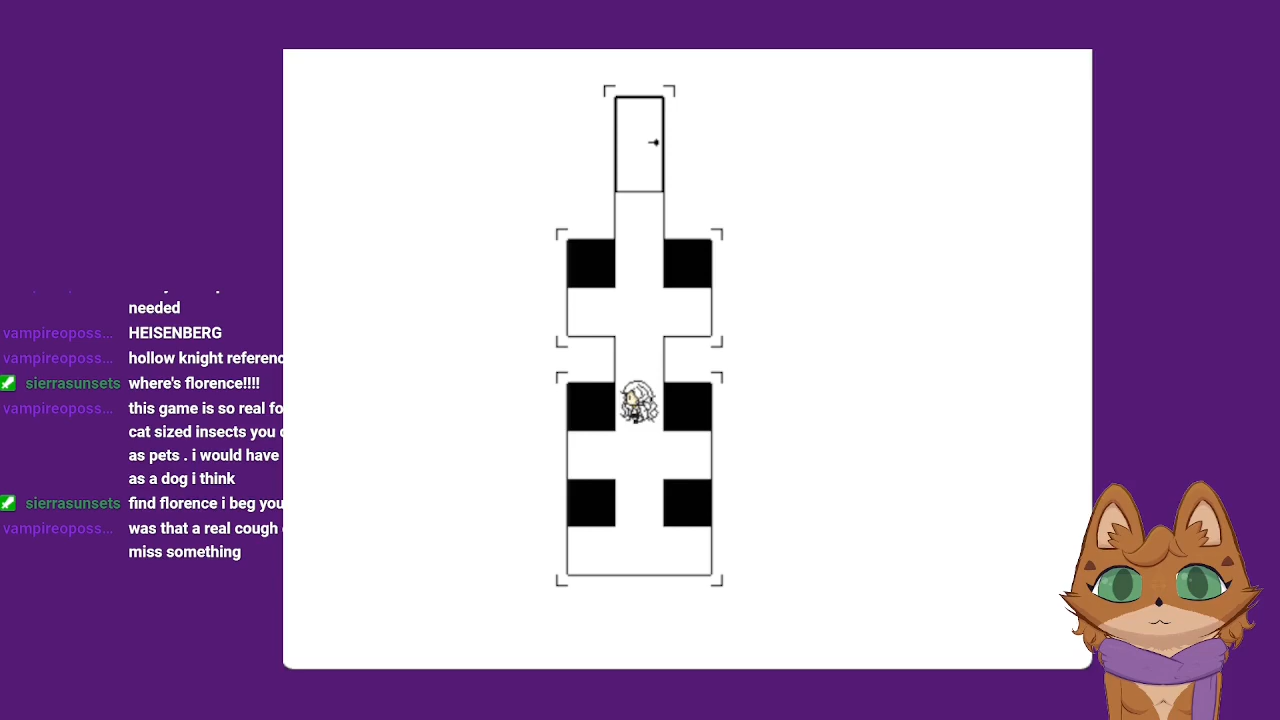 needed
vampireoposs... HEISENBERG
vampireoposs... hollow knight
sierrasunsets where's florence!!!!
vampireoposs... this game is so real
cat sized insects you
as pets . i would have
as a dog i think
sierrasunsets find florence i beg you
vampireoposs... was that a real cough
miss something